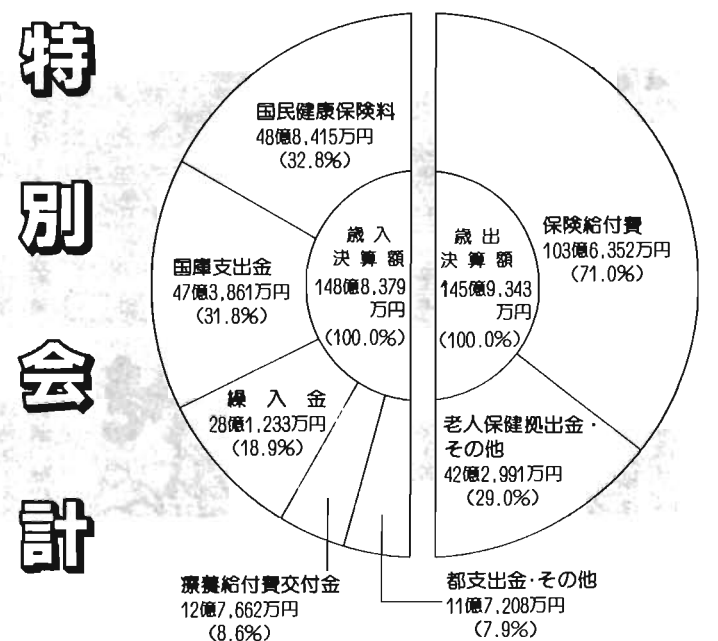 特別会計
国民健康保険料
48億8,415万円
(32.8%)
国庫支出金
47億3,861万円
(31.8%)
繰入金
28億1,233万円
(18.9%)
療養給付費交付金
12億7,662万円
(8.6%)
都支出金・その他
11億7,208万円
(7.9%)
歳入
決算額
148億8,379
万円
(100.0%)
歳出
決算額
145億9,343
万円
(100.0%)
保険給付費
103億6,352万円
(71.0%)
老人保健拠出金・
その他
42億2,991万円
(29.0%)